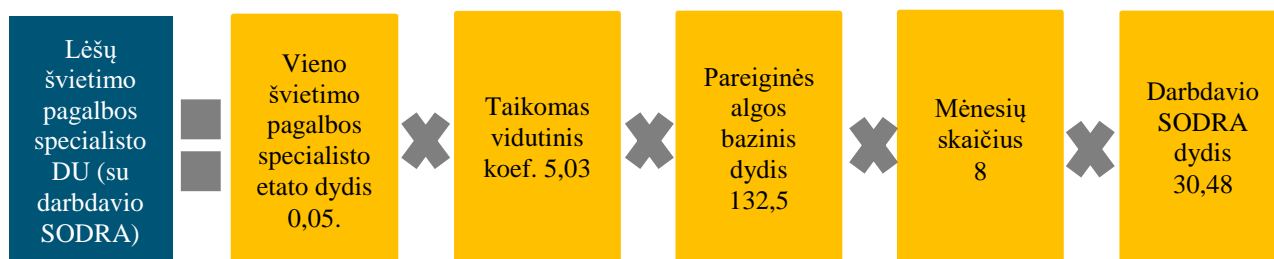 Lėšų
švietimo
pagalbos
specialisto
DU (su
darbdavio
SODRA)
Vieno
švietimo
pagalbos
specialisto
etato dydis
0,05.
Taikomas
vidutinis
koef. 5,03
Pareiginės
algos
bazinis
dydis
132,5
Mėnesių
skaičius
8
Darbdavio
SODRA
dydis
30,48